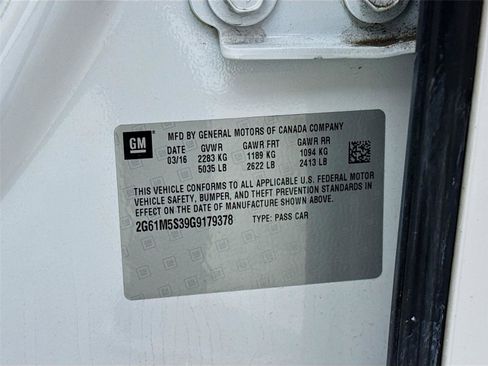 GM
MFD BY GENERAL MOTORS OF CANADA COMPANY
DATE GVWR GAWR FRT GAWR RR
03/16 2283 KG 1189 KG 1094 KG
5035 LB 2622 LB 2413 LB
THIS VEHICLE CONFORMS TO ALL APPLICABLE U.S. FEDERAL MOTOR
VEHICLE SAFETY, BUMPER, AND THEFT PREVENTION STANDARDS IN
EFFECT ON THE DATE OF MANUFACTURE SHOWN ABOVE.
2G61M5S39G9179378 TYPE: PASS CAR